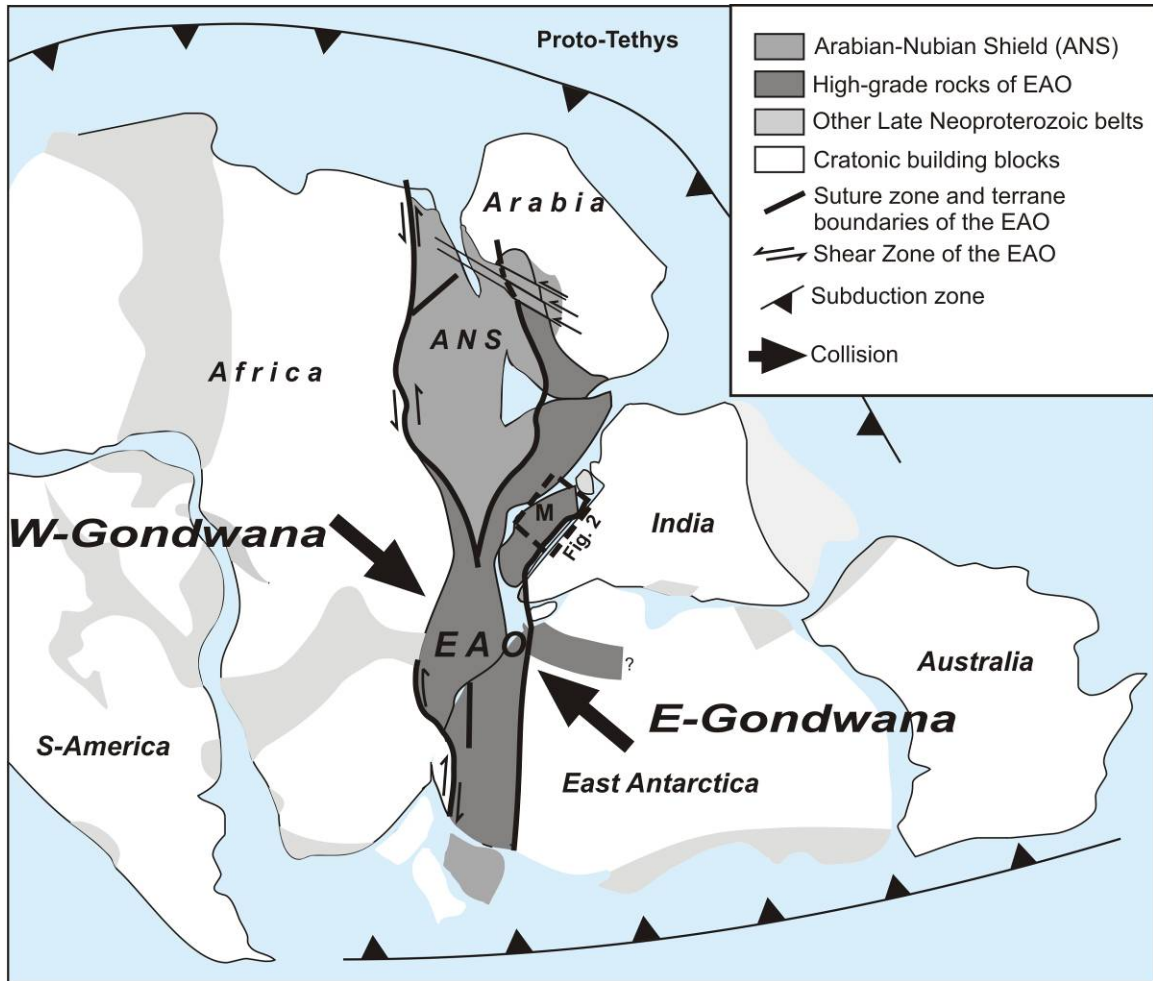 Proto-Tethys
Arabian-Nubian Shield (ANS)
High-grade rocks of EAO
Other Late Neoproterozoic belts
Cratonic building blocks
Suture zone and terrane
boundaries of the EAO
Shear Zone of the EAO
Subduction zone
Collision
Arabia
ANS
Africa
M
Fig. 2
India
W-Gondwana
EAO
?
Australia
E-Gondwana
S-America
East Antarctica